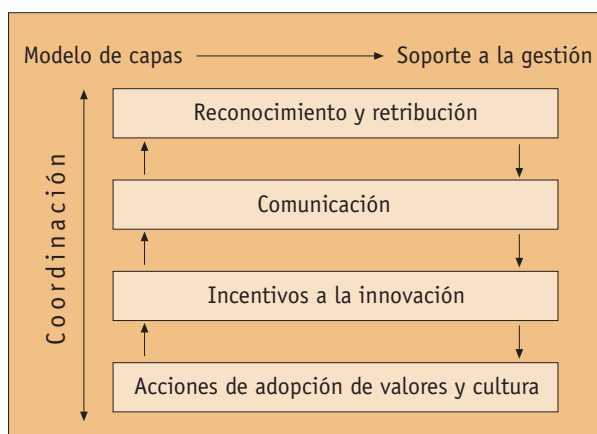 Modelo de capas
Soporte a la gestión
Reconocimiento y retribución
Comunicación
Incentivos a la innovación
Acciones de adopción de valores y cultura
Coordinación